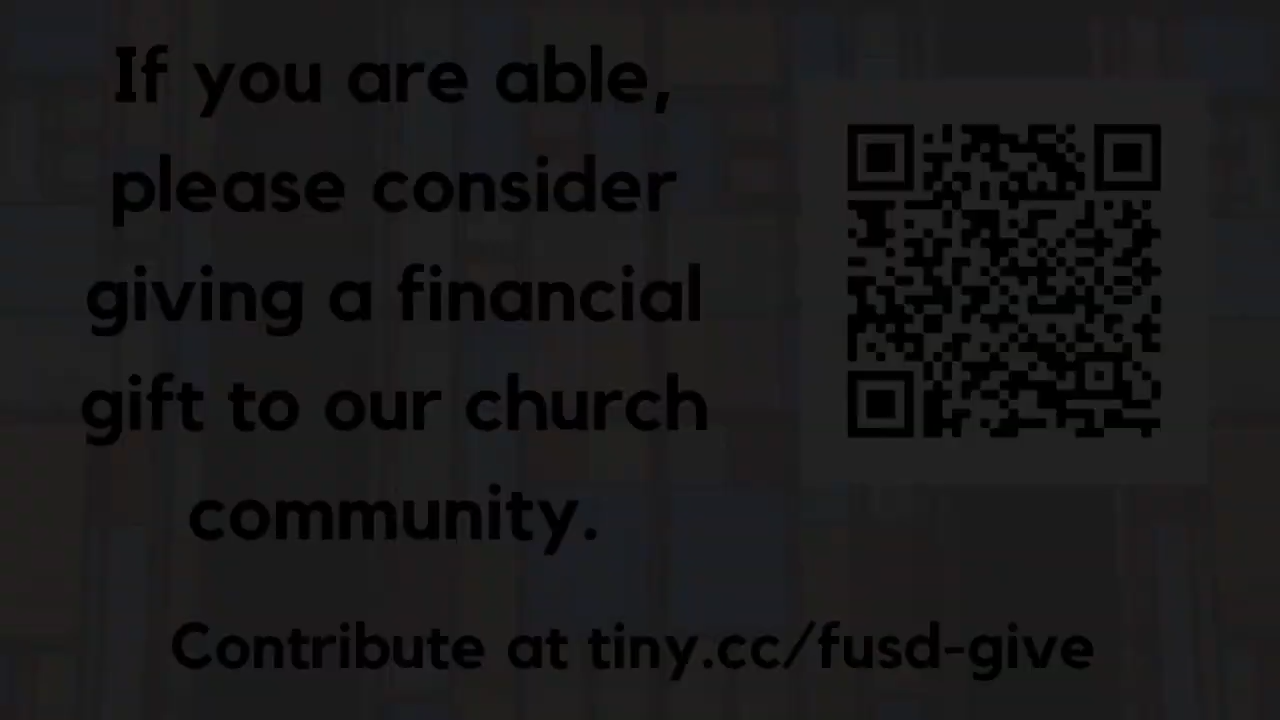 If you are able,
please consider
giving a financial
gift to our church
community.
Contribute at tiny.cc/fusd-give